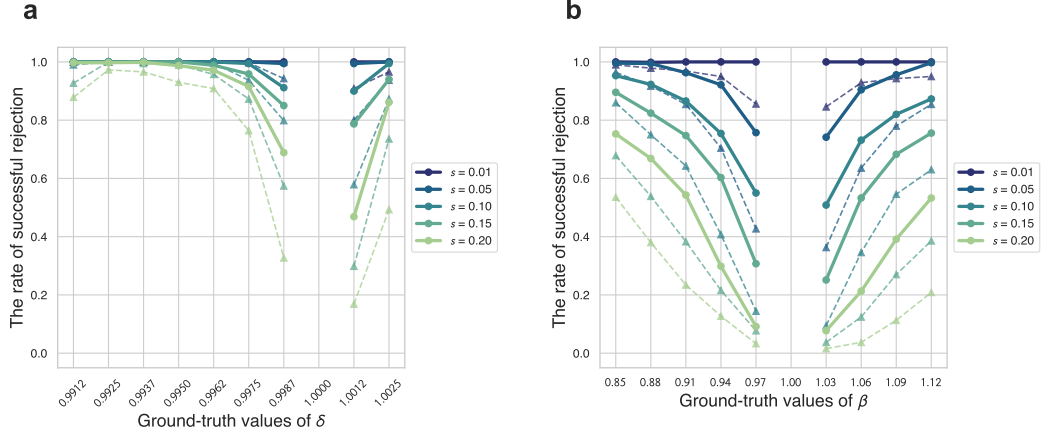 a
The rate of successful rejection
1.0
0.8
0.6
0.4
0.2
0.0
0.9912
0.9925
0.9937
0.9950
0.9962
0.9975
0.9987
1.0000
1.0012
1.0025
Ground-truth values of δ
s = 0.01
s = 0.05
s = 0.10
s = 0.15
s = 0.20
b
The rate of successful rejection
1.0
0.8
0.6
0.4
0.2
0.0
0.85 0.88 0.91 0.94 0.97 1.00 1.03 1.06 1.09 1.12
Ground-truth values of β
s = 0.01
s = 0.05
s = 0.10
s = 0.15
s = 0.20